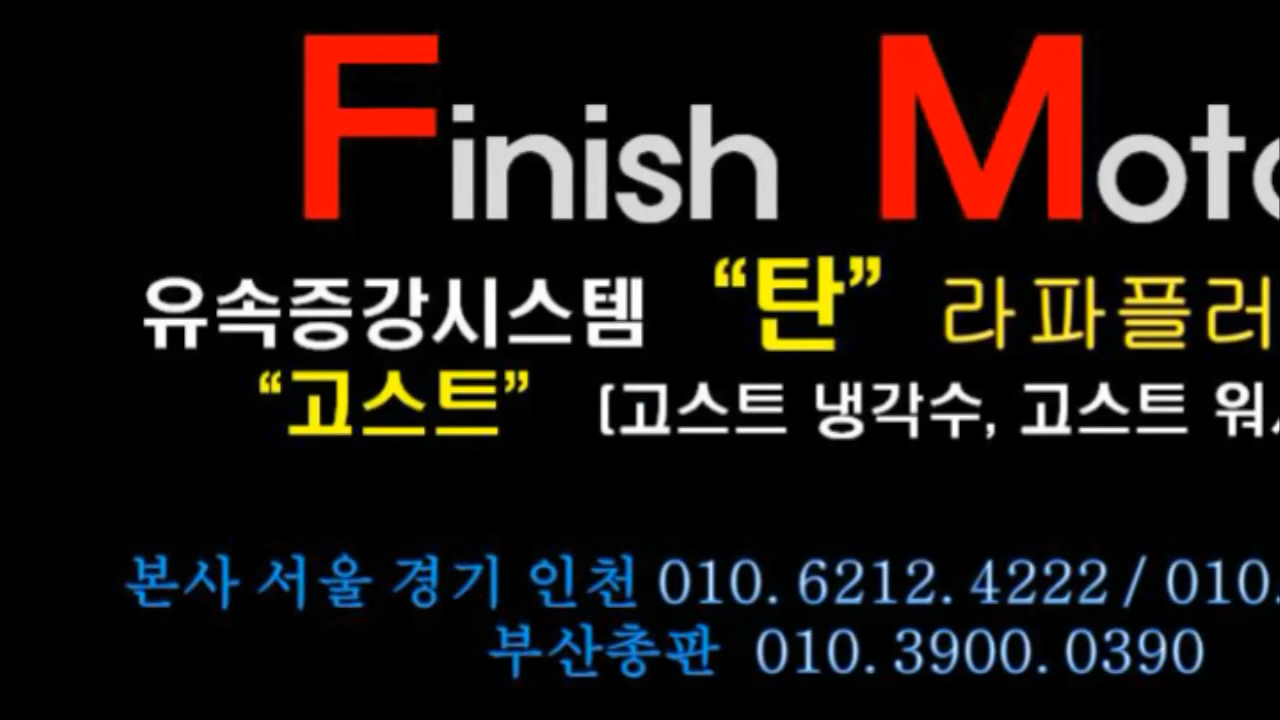 Finish Moto
유속증강시스템 “탄” 라파플러
“고스트” (고스트 냉각수, 고스트 워
본사 서울 경기 인천 010. 6212. 4222 / 010.
부산총판 010. 3900. 0390